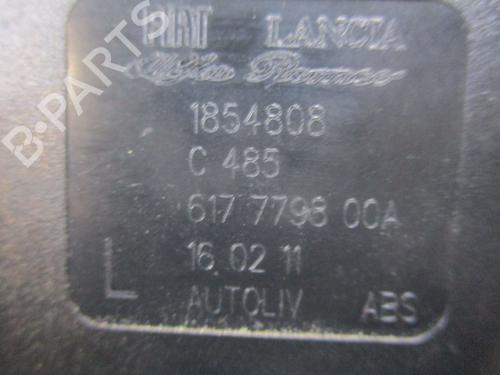 FIAT LANCIA
Alfa Romeo
1854808
C 485
617 7798 00A
16 02 11
L AUTOLIV ABS
B-PARTS